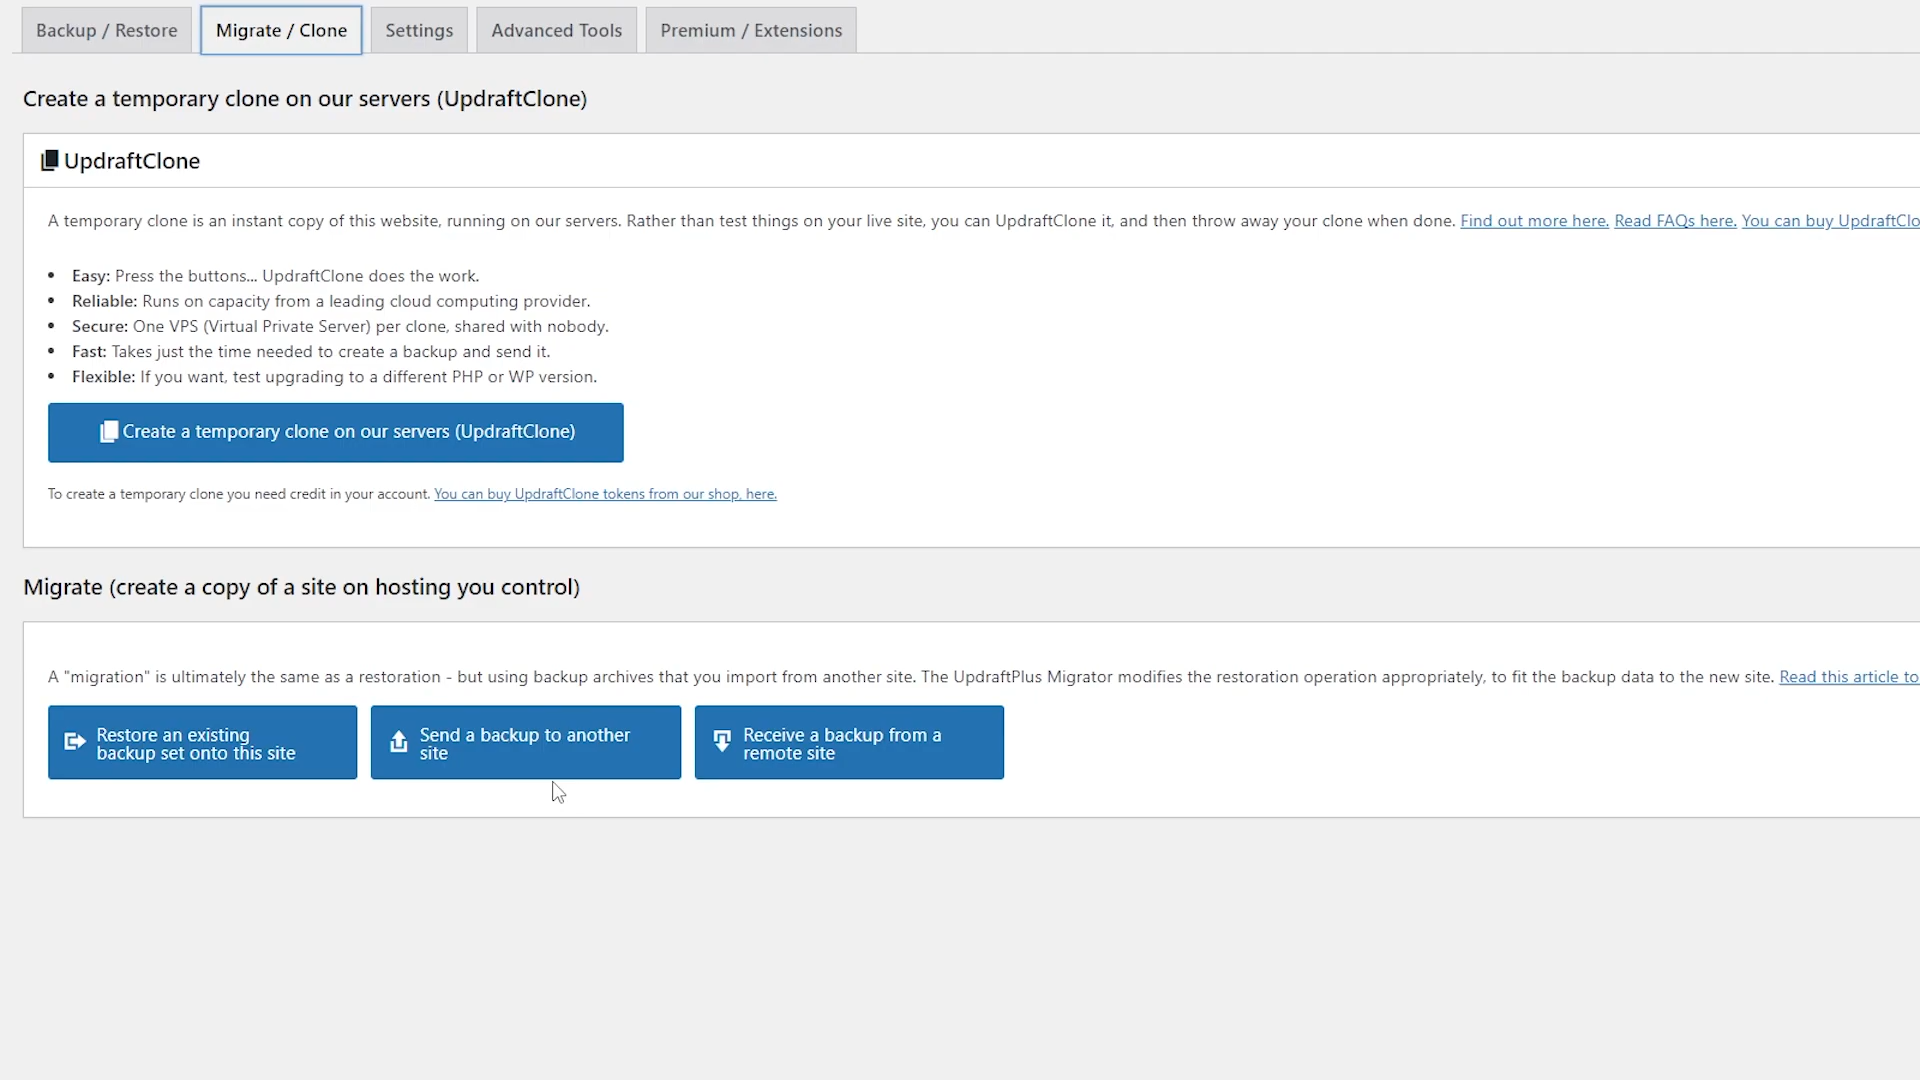 Backup / Restore
Migrate / Clone
Settings
Advanced Tools
Premium / Extensions
Create a temporary clone on our servers (UpdraftClone)
UpdraftClone
A temporary clone is an instant copy of this website, running on our servers. Rather than test things on your live site, you can UpdraftClone it, and then throw away your clone when done. Find out more here. Read FAQs here. You can buy UpdraftClo
• Easy: Press the buttons... UpdraftClone does the work.
• Reliable: Runs on capacity from a leading cloud computing provider.
• Secure: One VPS (Virtual Private Server) per clone, shared with nobody.
• Fast: Takes just the time needed to create a backup and send it.
• Flexible: If you want, test upgrading to a different PHP or WP version.
Create a temporary clone on our servers (UpdraftClone)
To create a temporary clone you need credit in your account. You can buy UpdraftClone tokens from our shop, here.
Migrate (create a copy of a site on hosting you control)
A "migration" is ultimately the same as a restoration - but using backup archives that you import from another site. The UpdraftPlus Migrator modifies the restoration operation appropriately, to fit the backup data to the new site. Read this article to
Restore an existing
backup set onto this site
Send a backup to another
site
Receive a backup from a
remote site